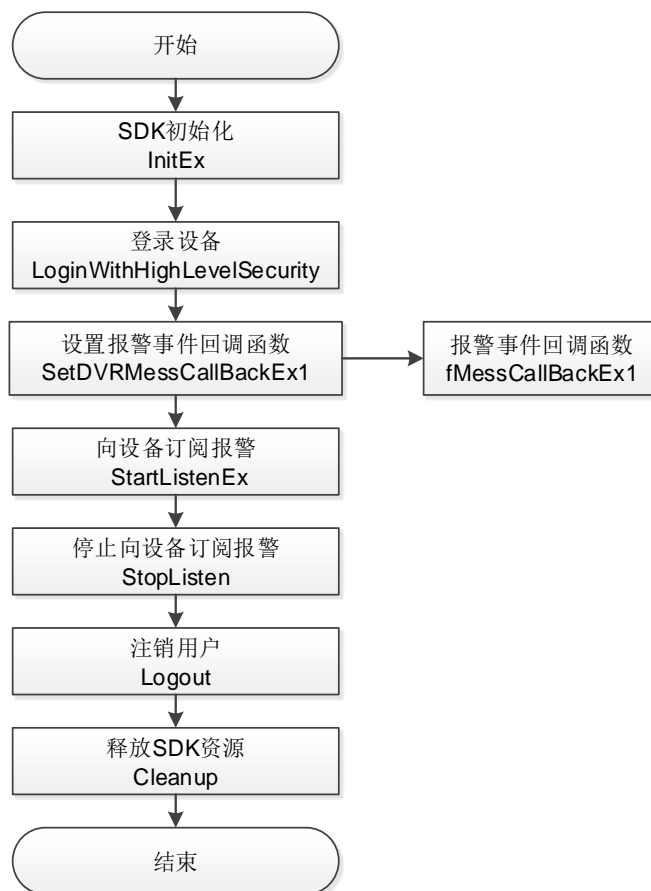 开始
SDK初始化
InitEx
登录设备
LoginWithHighLevelSecurity
设置报警事件回调函数
SetDVRMessCallBackEx1
报警事件回调函数
fMessCallBackEx1
向设备订阅报警
StartListenEx
停止向设备订阅报警
StopListen
注销用户
Logout
释放SDK资源
Cleanup
结束